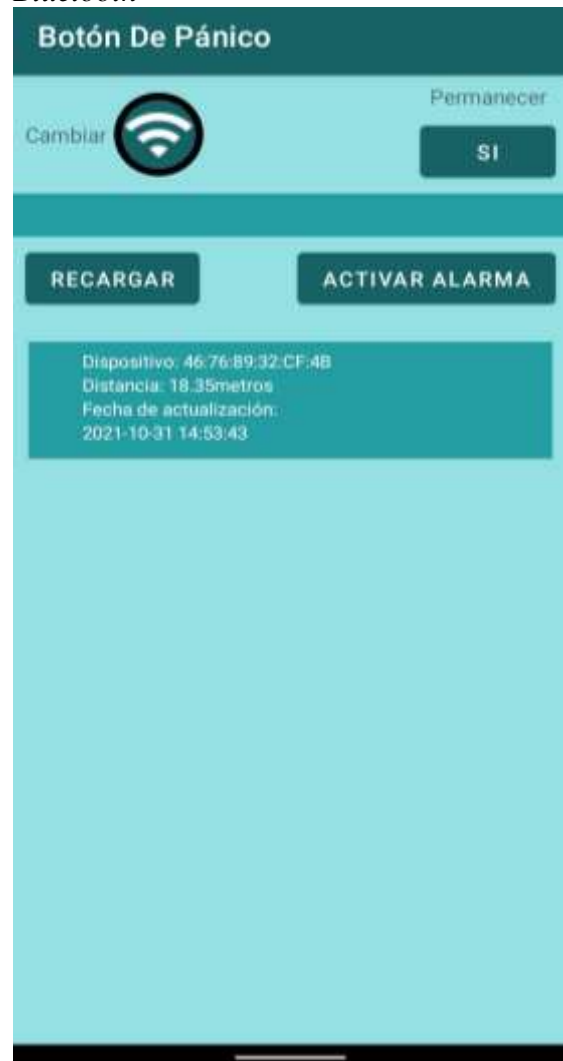 Botón De Pánico
Permanecer
Cambiar
SI
RECARGAR
ACTIVAR ALARMA
Dispositivo: 46:76:89:32:CF:4B
Distancia: 18.35metros
Fecha de actualización:
2021-10-31 14:53:43